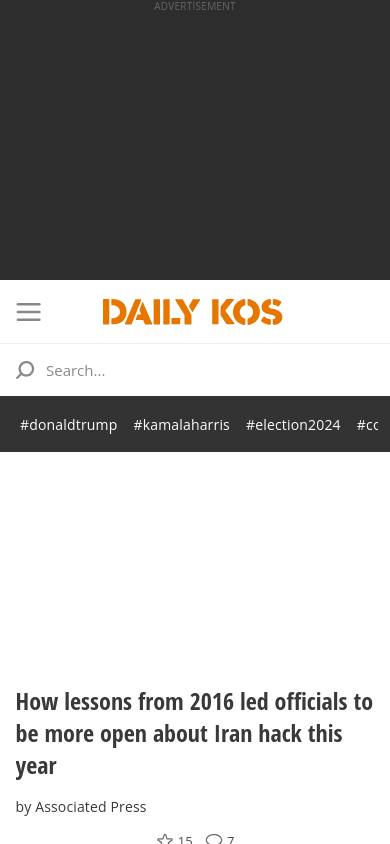 ADVERTISEMENT
DAILY KOS
Search...
#donaldtrump #kamalaharris #election2024 #co
How lessons from 2016 led officials to
be more open about Iran hack this
year
by Associated Press
15 7